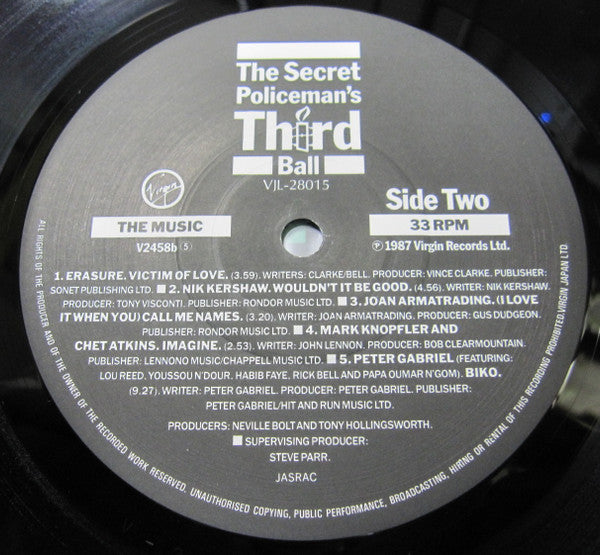 The Secret
Policeman's
Third
Ball
VJL-28015
Virgin
Side Two
THE MUSIC
33 RPM
V2458b (5)
℗ 1987 Virgin Records Ltd.
1. ERASURE. VICTIM OF LOVE. (3.59). WRITERS: CLARKE/BELL. PRODUCER: VINCE CLARKE. PUBLISHER:
SONET PUBLISHING LTD. ■ 2. NIK KERSHAW. WOULDN'T IT BE GOOD. (4.56). WRITER: NIK KERSHAW.
PRODUCER: TONY VISCONTI. PUBLISHER: RONDOR MUSIC LTD. ■ 3. JOAN ARMATRADING. (I LOVE
IT WHEN YOU) CALL ME NAMES. (3.20). WRITER: JOAN ARMATRADING. PRODUCER: GUS DUDGEON.
PUBLISHER: RONDOR MUSIC LTD. ■ 4. MARK KNOPFLER AND
CHET ATKINS. IMAGINE. (2.53). WRITER: JOHN LENNON. PRODUCER: BOB CLEARMOUNTAIN.
PUBLISHER: LENNONO MUSIC/CHAPPELL MUSIC LTD. ■ 5. PETER GABRIEL (FEATURING:
LOU REED, YOUSSOU N'DOUR, HABIB FAYE, RICK BELL AND PAPA OUMAR N'GOM). BIKO.
(9.27). WRITER: PETER GABRIEL. PRODUCER: PETER GABRIEL. PUBLISHER:
PETER GABRIEL/HIT AND RUN MUSIC LTD.
PRODUCERS: NEVILLE BOLT AND TONY HOLLINGSWORTH.
■ SUPERVISING PRODUCER:
STEVE PARR.
JASRAC
ALL RIGHTS OF THE PRODUCER AND OF THE OWNER OF THE RECORDED WORK RESERVED. UNAUTHORISED COPYING, PUBLIC PERFORMANCE, BROADCASTING, HIRING OR RENTAL OF THIS RECORDING PROHIBITED. VIRGIN JAPAN LTD.